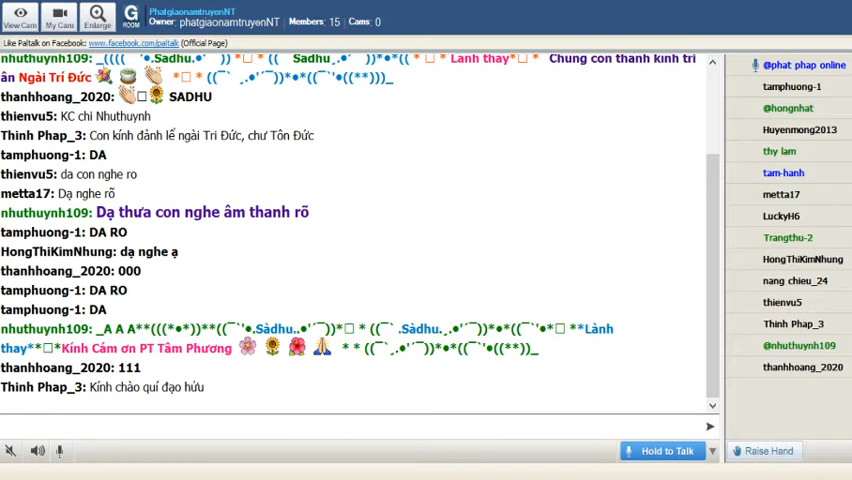 View Cam
My Cam
Enlarge
G
ROOM
PhatgiaonamtruyenNT
Owner: phatgiaonamtruyenNT
Members: 15
Cams: 0
Like Paltalk on Facebook: www.facebook.com/paltalk (Official Page)
nhuthuynh109: _(((( ¨'•.Sadhu.•' ¨)) *□ * ((¨ Sadhu¸.•'¨))*•*(( * □ * Lanh thay* □ * Chung con thanh kinh tri
ân Ngài Trí Đức 💐 🍵 👏 *□ * ((¯` ¸.•'´¯))*•*((¯`'•((**)))_
thanhhoang_2020: 👏□🌻 SADHU
thienvu5: KC chi Nhuthuynh
Thinh Phap_3: Con kính đảnh lể ngài Tri Đức, chư Tôn Đức
tamphuong-1: DA
thienvu5: da con nghe ro
metta17: Dạ nghe rõ
nhuthuynh109: Dạ thưa con nghe âm thanh rõ
tamphuong-1: DA RO
HongThiKimNhung: dạ nghe ạ
thanhhoang_2020: 000
tamphuong-1: DA RO
tamphuong-1: DA
nhuthuynh109: _A A A**(((*•*))**((¯`'•.Sàdhu..•'´¯))*□ * ((¯` .Sàdhu.¸.•'´¯))*•*((¯`'•*□ **Lành
thay**□*Kính Cám ơn PT Tâm Phương 🌸 🌻 🌺 🙏 * * ((¯` ¸.•'´¯))*•*((¯`'•((**))_
thanhhoang_2020: 111
Thinh Phap_3: Kính chào quí đạo hửu
Hold to Talk
@phat phap online
tamphuong-1
@hongnhat
Huyenmong2013
thy lam
tam-hanh
metta17
LuckyH6
Trangthu-2
HongThiKimNhung
nang chieu_24
thienvu5
Thinh Phap_3
@nhuthuynh109
thanhhoang_2020
Raise Hand